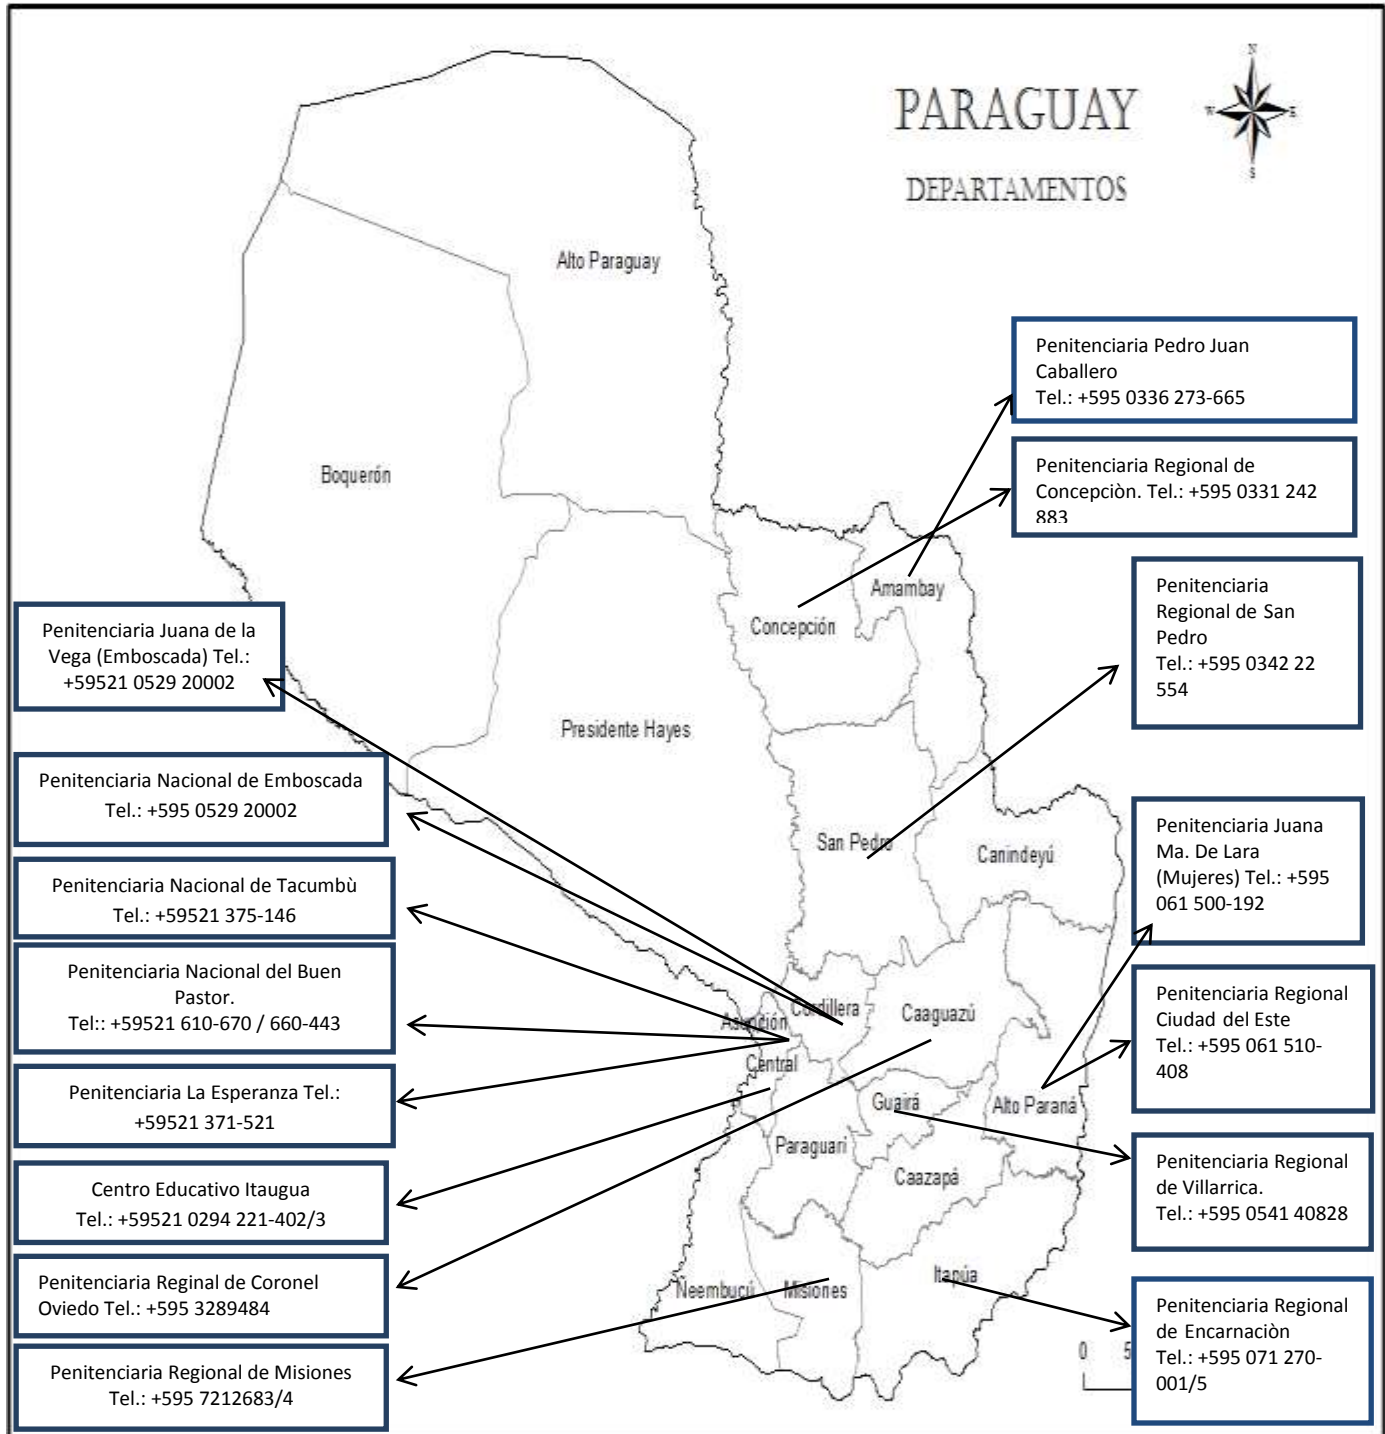 PARAGUAY
DEPARTAMENTOS
N
W
E
S
Alto Paraguay
Boquerón
Presidente Hayes
Concepción
Amambay
San Pedro
Canindeyú
Cordillera
Asunción
Central
Caaguazú
Guairá
Alto Paraná
Paraguari
Caazapá
Neembucú
Misiones
Itapúa
0 5
Penitenciaria Pedro Juan
Caballero
Tel.: +595 0336 273-665
Penitenciaria Regional de
Concepciòn. Tel.: +595 0331 242
883
Penitenciaria
Regional de San
Pedro
Tel.: +595 0342 22
554
Penitenciaria Juana
Ma. De Lara
(Mujeres) Tel.: +595
061 500-192
Penitenciaria Regional
Ciudad del Este
Tel.: +595 061 510-
408
Penitenciaria Regional
de Villarrica.
Tel.: +595 0541 40828
Penitenciaria Regional
de Encarnaciòn
Tel.: +595 071 270-
001/5
Penitenciaria Juana de la
Vega (Emboscada) Tel.:
+59521 0529 20002
Penitenciaria Nacional de Emboscada
Tel.: +595 0529 20002
Penitenciaria Nacional de Tacumbù
Tel.: +59521 375-146
Penitenciaria Nacional del Buen
Pastor.
Tel:: +59521 610-670 / 660-443
Penitenciaria La Esperanza Tel.:
+59521 371-521
Centro Educativo Itaugua
Tel.: +59521 0294 221-402/3
Penitenciaria Reginal de Coronel
Oviedo Tel.: +595 3289484
Penitenciaria Regional de Misiones
Tel.: +595 7212683/4